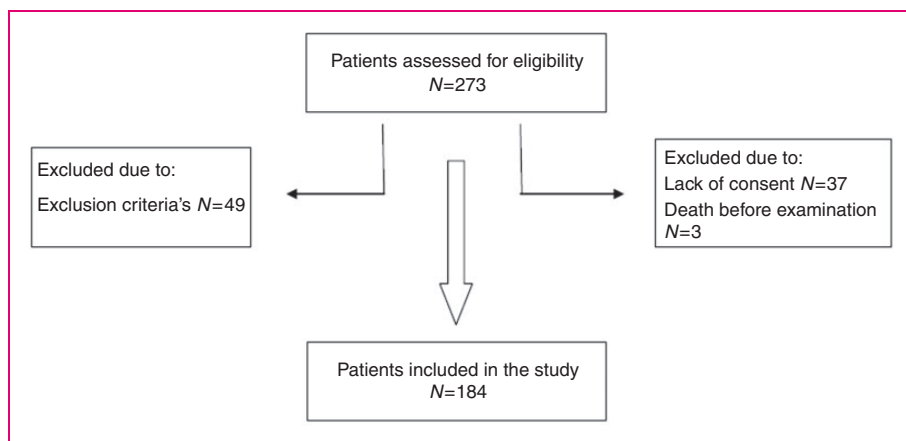 Patients assessed for eligibility
N=273
Excluded due to:
Exclusion criteria's N=49
Excluded due to:
Lack of consent N=37
Death before examination
N=3
Patients included in the study
N=184